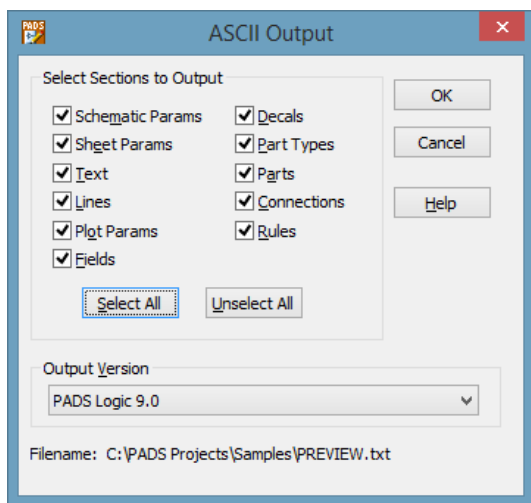 PADS
ASCII Output
Select Sections to Output
Schematic Params
Decals
Sheet Params
Part Types
Text
Parts
Lines
Connections
Plot Params
Rules
Fields
Select All
Unselect All
OK
Cancel
Help
Output Version
PADS Logic 9.0
Filename: C:\PADS Projects\Samples\PREVIEW.txt